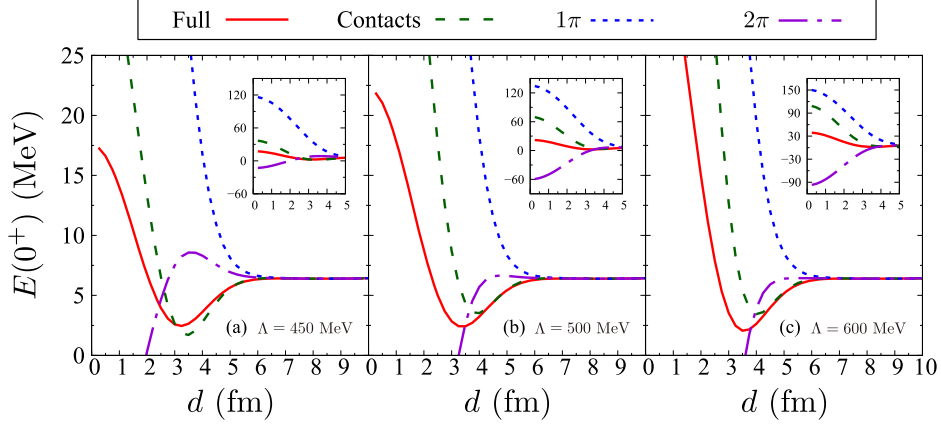 Full Contacts 1π 2π
E(0⁺) (MeV)
25
20
15
10
5
0
120
60
0
−60
0 1 2 3 4 5
(a) Λ = 450 MeV
0 1 2 3 4 5 6 7 8 9
d (fm)
120
60
0
−60
0 1 2 3 4 5
(b) Λ = 500 MeV
0 1 2 3 4 5 6 7 8 9
d (fm)
150
90
30
−30
−90
0 1 2 3 4 5
(c) Λ = 600 MeV
0 1 2 3 4 5 6 7 8 9 10
d (fm)